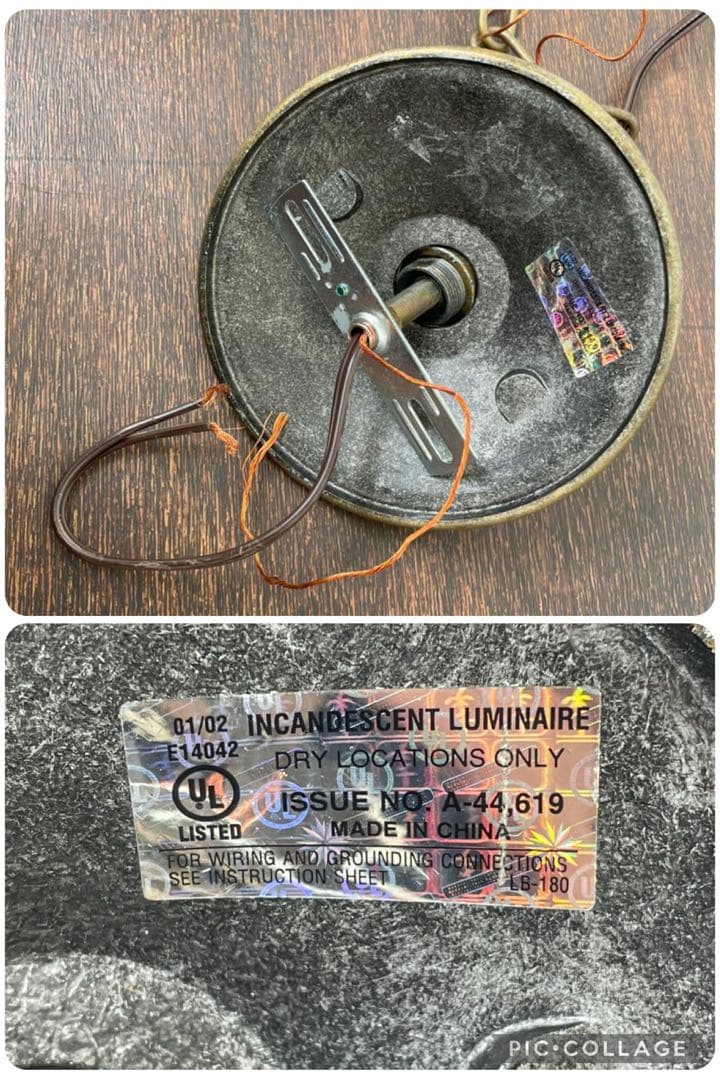 01/02 INCANDESCENT LUMINAIRE
E14042 DRY LOCATIONS ONLY
UL ISSUE NO. A-44,619
LISTED MADE IN CHINA
FOR WIRING AND GROUNDING CONNECTIONS
SEE INSTRUCTION SHEET LB-180
PIC•COLLAGE